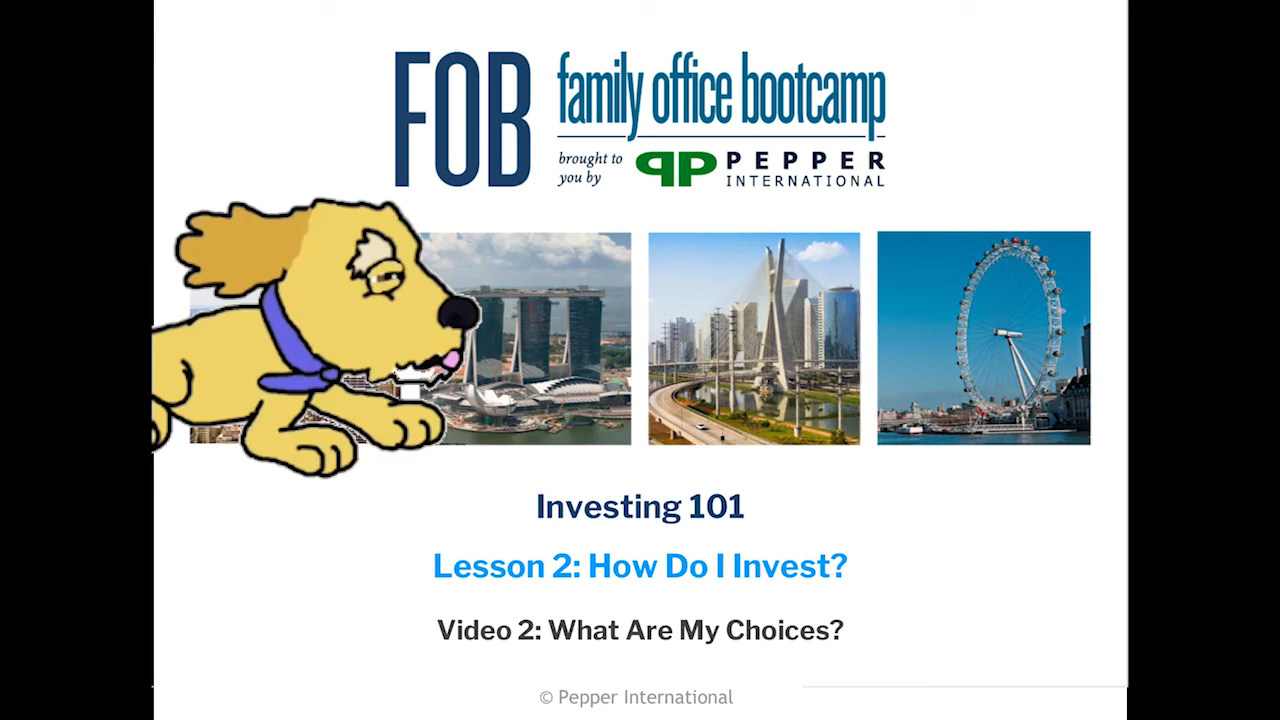 FOB
family office bootcamp
brought to
you by
PP PEPPER
INTERNATIONAL
Investing 101
Lesson 2: How Do I Invest?
Video 2: What Are My Choices?
© Pepper International